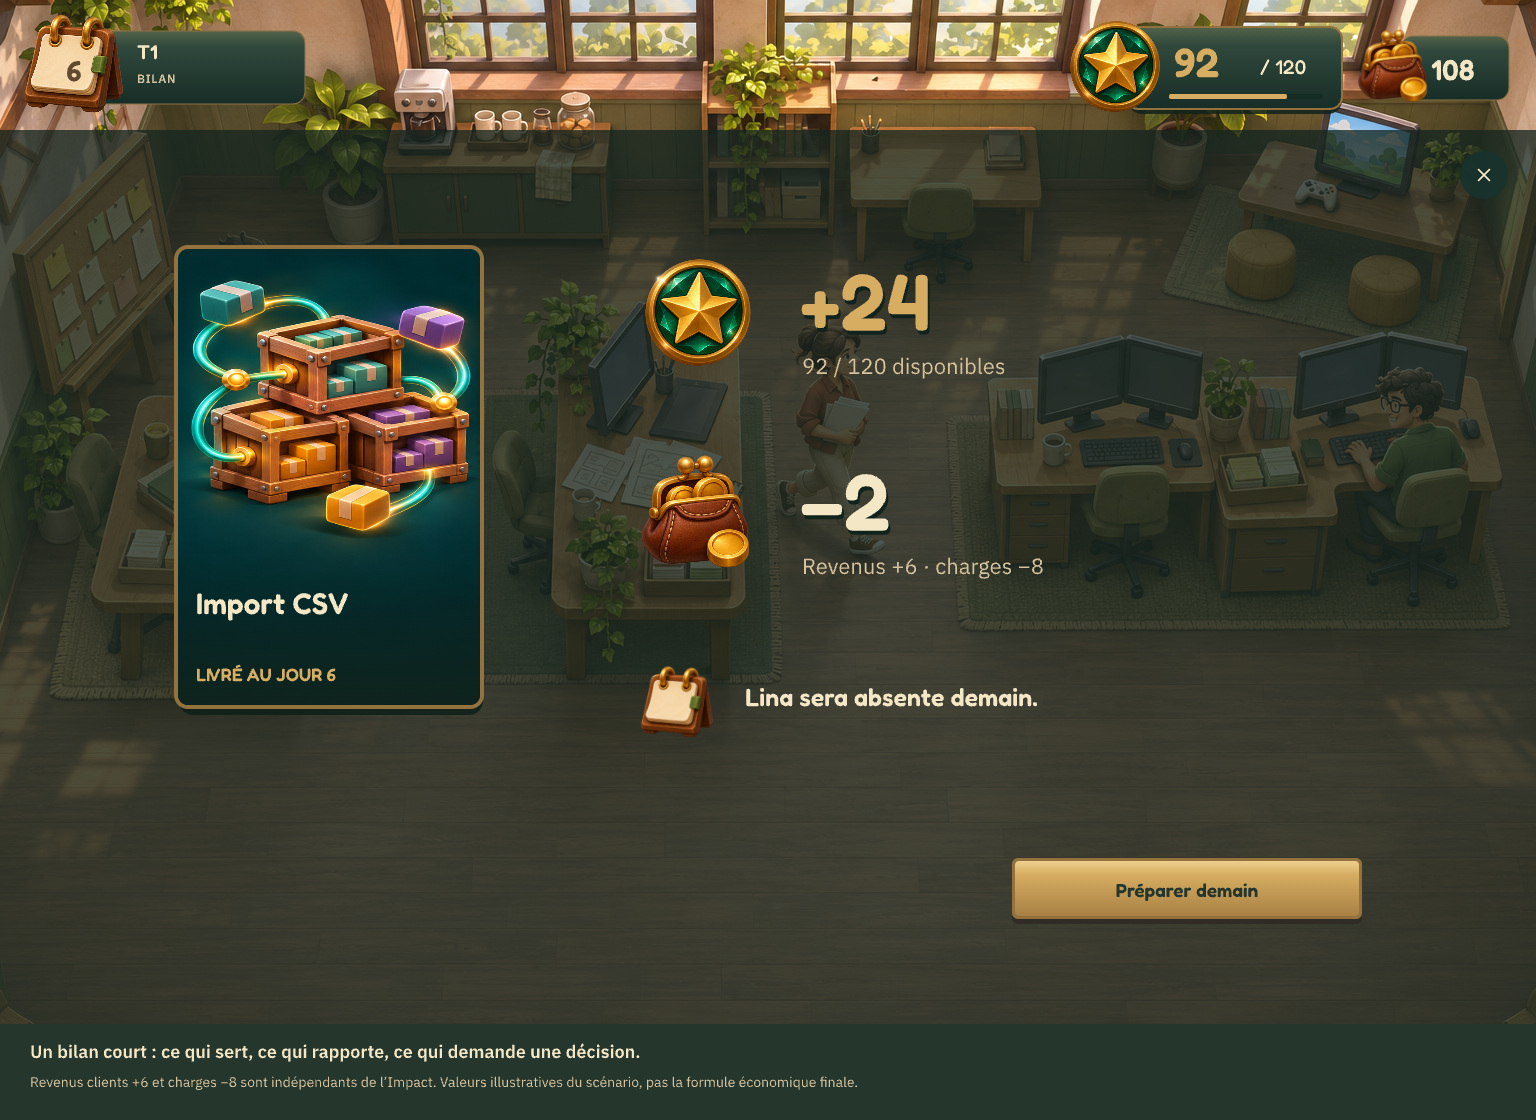 6
T1
BILAN
92 / 120
108
×
+24
92 / 120 disponibles
−2
Revenus +6 · charges −8
Import CSV
LIVRÉ AU JOUR 6
Lina sera absente demain.
Préparer demain
Un bilan court : ce qui sert, ce qui rapporte, ce qui demande une décision.
Revenus clients +6 et charges −8 sont indépendants de l’Impact. Valeurs illustratives du scénario, pas la formule économique finale.